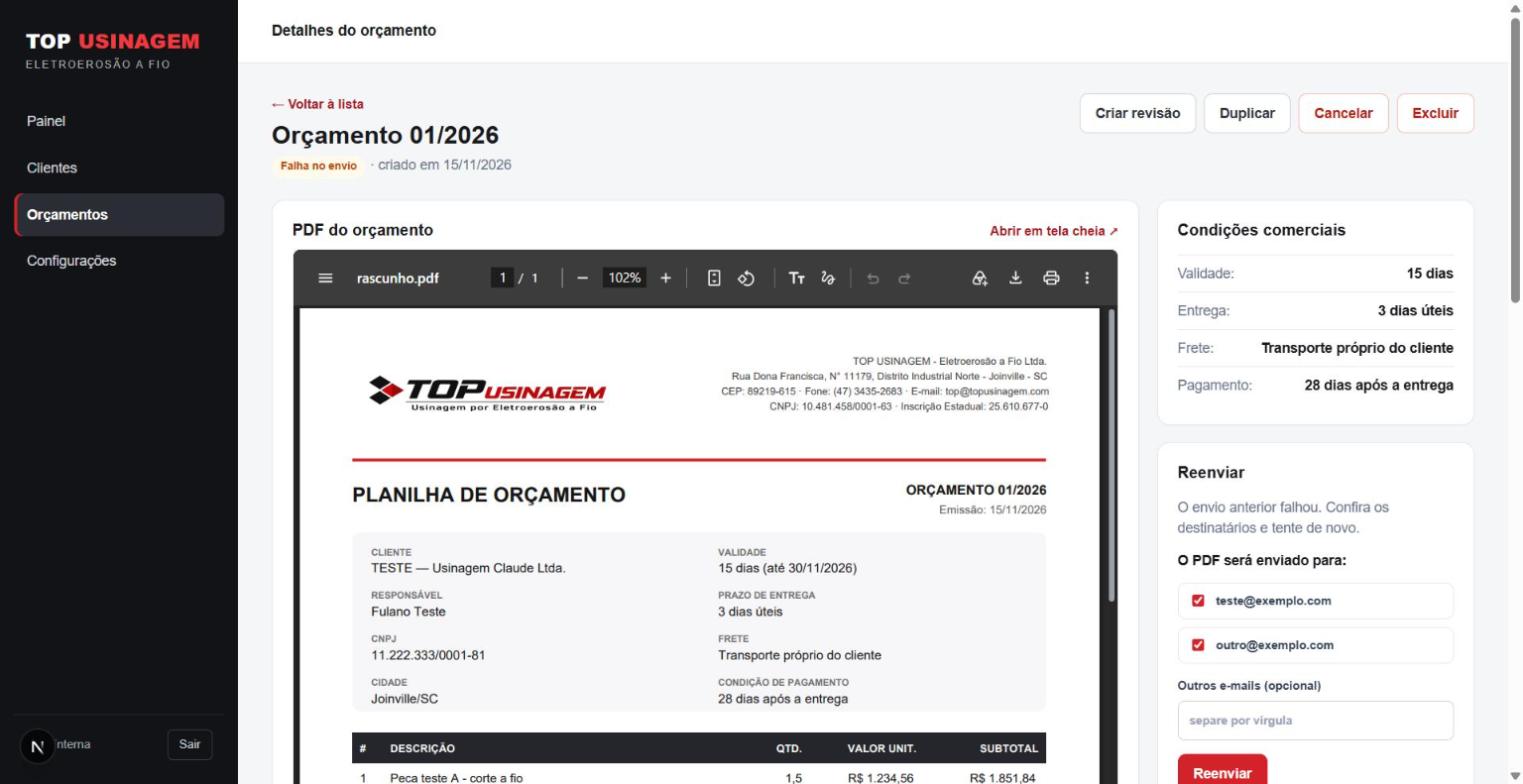 TOP USINAGEM
ELETROEROSÃO A FIO
Painel
Clientes
Orçamentos
Configurações
N
nterna
Sair
Detalhes do orçamento
← Voltar à lista
Orçamento 01/2026
Falha no envio · criado em 15/11/2026
Criar revisão
Duplicar
Cancelar
Excluir
PDF do orçamento
Abrir em tela cheia ↗
rascunho.pdf
1 / 1
102%
TOP USINAGEM
Usinagem por Eletroerosão a Fio
TOP USINAGEM - Eletroerosão a Fio Ltda.
Rua Dona Francisca, N° 11179, Distrito Industrial Norte - Joinville - SC
CEP: 89219-615 · Fone: (47) 3435-2683 · E-mail: top@topusinagem.com
CNPJ: 10.481.458/0001-63 · Inscrição Estadual: 25.610.677-0
PLANILHA DE ORÇAMENTO
ORÇAMENTO 01/2026
Emissão: 15/11/2026
CLIENTE
TESTE — Usinagem Claude Ltda.
VALIDADE
15 dias (até 30/11/2026)
RESPONSÁVEL
Fulano Teste
PRAZO DE ENTREGA
3 dias úteis
CNPJ
11.222.333/0001-81
FRETE
Transporte próprio do cliente
CIDADE
Joinville/SC
CONDIÇÃO DE PAGAMENTO
28 dias após a entrega
# DESCRIÇÃO QTD. VALOR UNIT. SUBTOTAL
1 Peca teste A - corte a fio 1,5 R$ 1.234,56 R$ 1.851,84
Condições comerciais
Validade: 15 dias
Entrega: 3 dias úteis
Frete: Transporte próprio do cliente
Pagamento: 28 dias após a entrega
Reenviar
O envio anterior falhou. Confira os
destinatários e tente de novo.
O PDF será enviado para:
teste@exemplo.com
outro@exemplo.com
Outros e-mails (opcional)
separe por vírgula
Reenviar